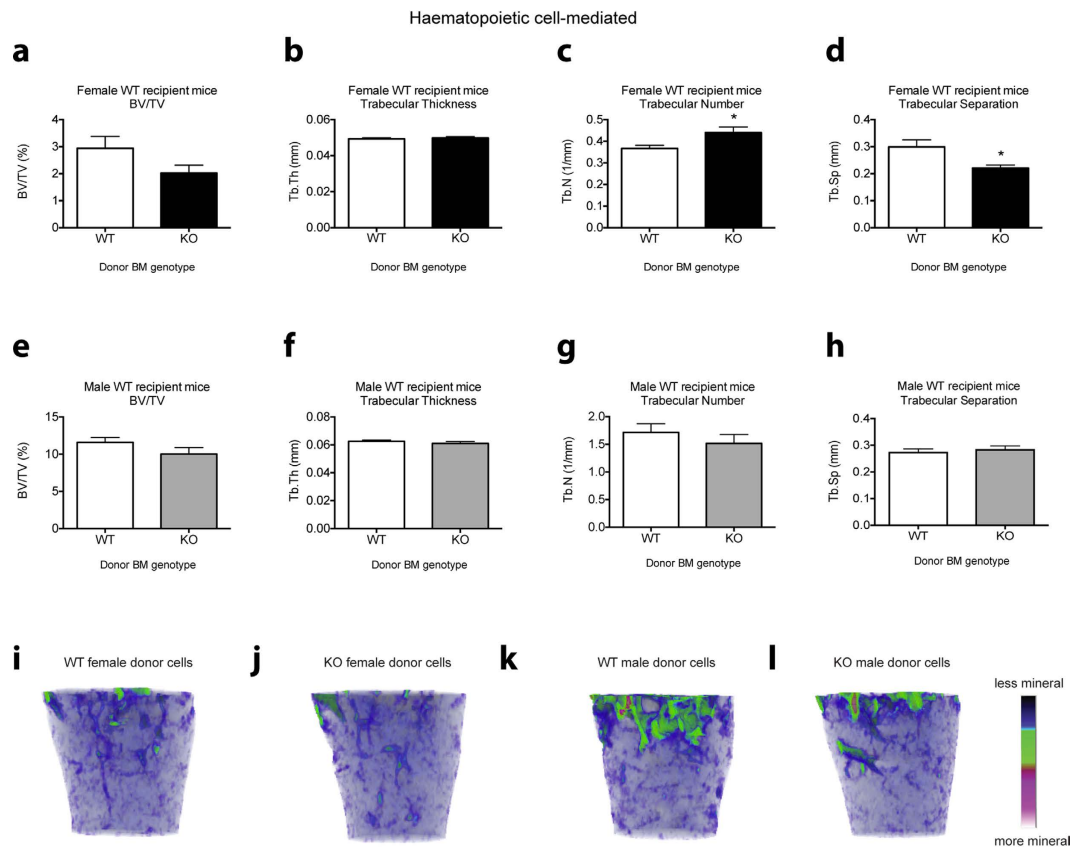 Haematopoietic cell-mediated
a
Female WT recipient mice
BV/TV
BV/TV (%)
4
3
2
1
0
WT
KO
Donor BM genotype
b
Female WT recipient mice
Trabecular Thickness
Tb.Th (mm)
0.06
0.04
0.02
0.00
WT
KO
Donor BM genotype
c
Female WT recipient mice
Trabecular Number
Tb.N (1/mm)
0.5
0.4
0.3
0.2
0.1
0.0
*
WT
KO
Donor BM genotype
d
Female WT recipient mice
Trabecular Separation
Tb.Sp (mm)
0.4
0.3
0.2
0.1
0.0
*
WT
KO
Donor BM genotype
e
Male WT recipient mice
BV/TV
BV/TV (%)
15
10
5
0
WT
KO
Donor BM genotype
f
Male WT recipient mice
Trabecular Thickness
Tb.Th (mm)
0.08
0.06
0.04
0.02
0.00
WT
KO
Donor BM genotype
g
Male WT recipient mice
Trabecular Number
Tb.N (1/mm)
2.0
1.5
1.0
0.5
0.0
WT
KO
Donor BM genotype
h
Male WT recipient mice
Trabecular Separation
Tb.Sp (mm)
0.4
0.3
0.2
0.1
0.0
WT
KO
Donor BM genotype
i
WT female donor cells
j
KO female donor cells
k
WT male donor cells
l
KO male donor cells
less mineral
more mineral